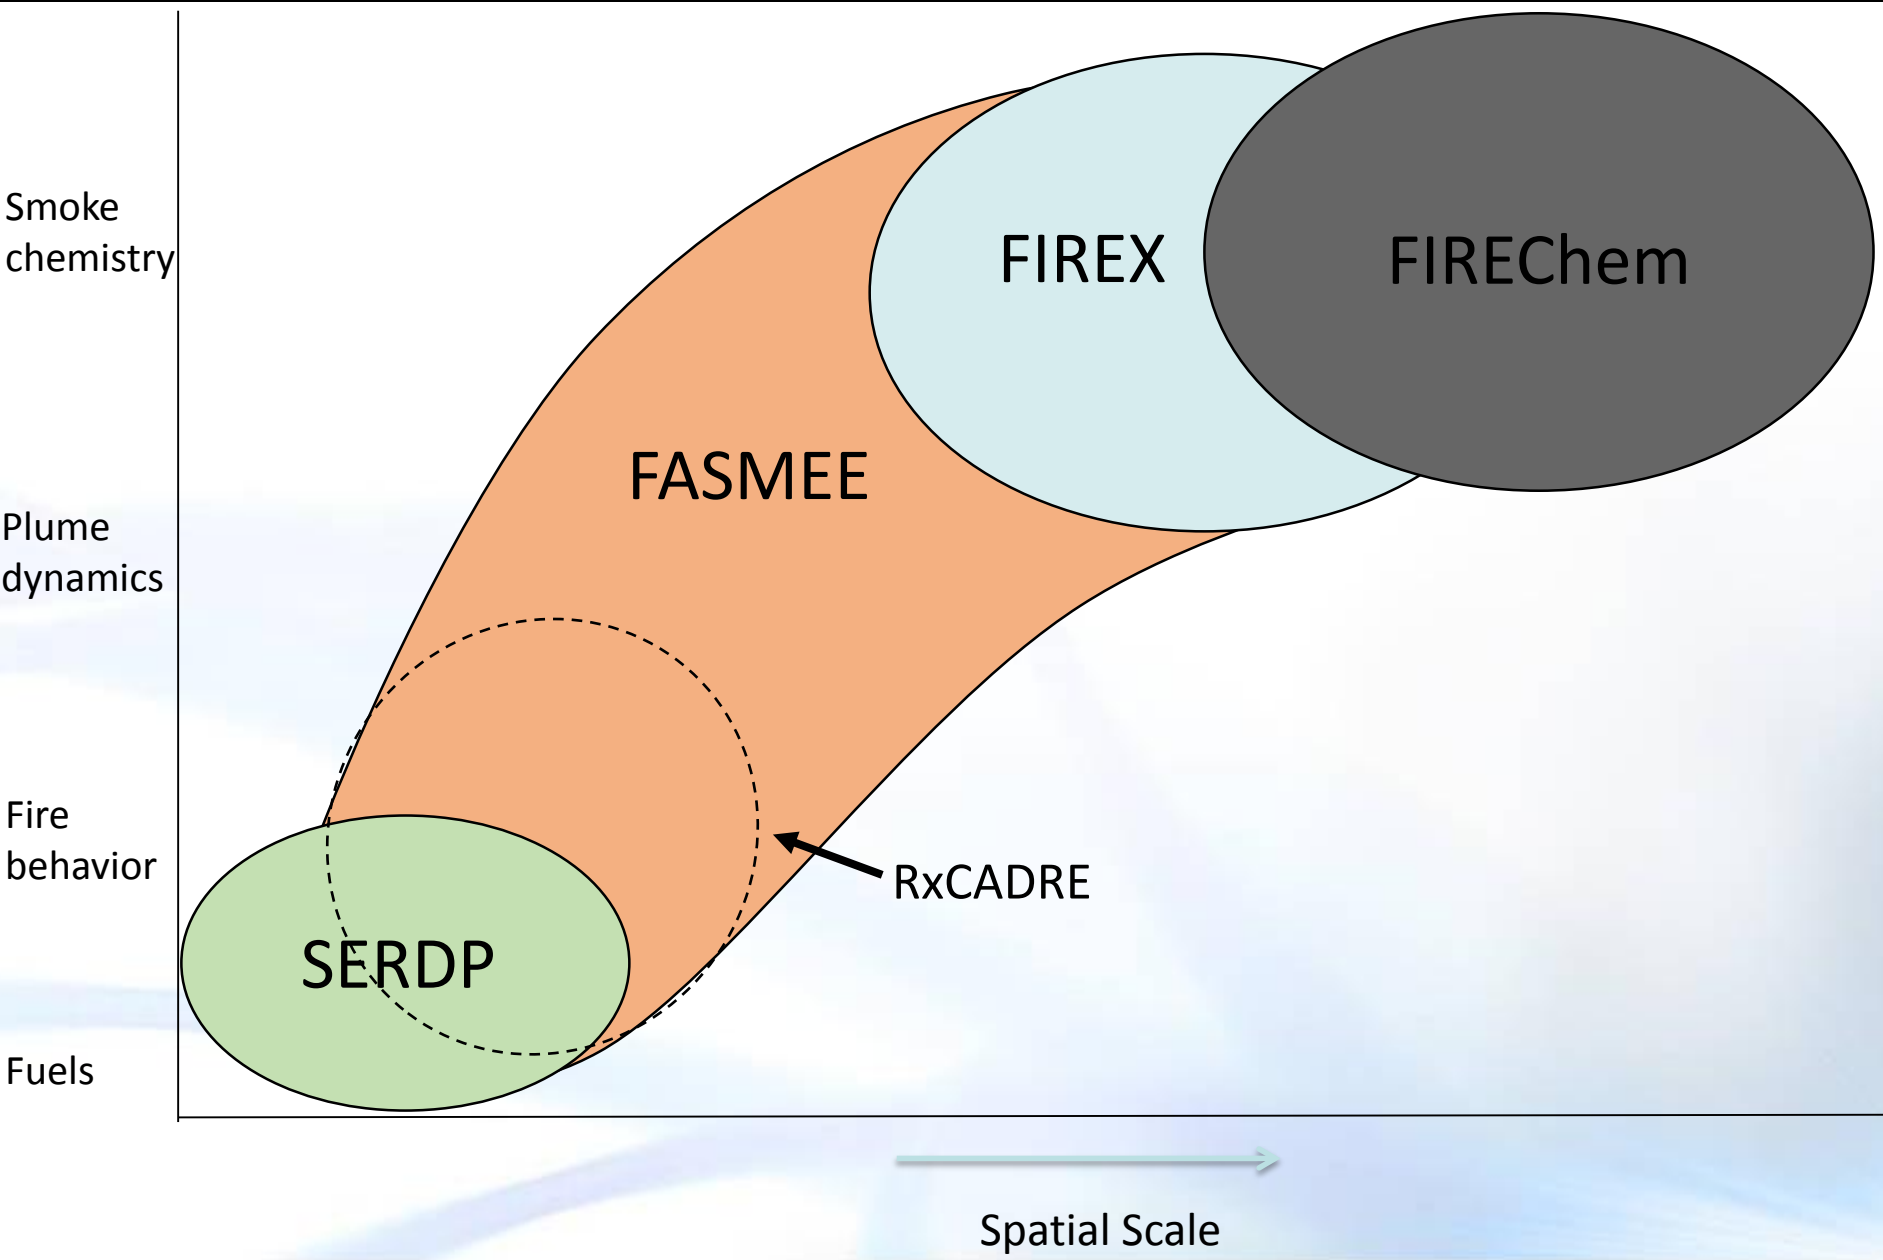 Smoke
chemistry
FIREX
FIREChem
FASMEE
Plume
dynamics
Fire
behavior
RxCADRE
SERDP
Fuels
Spatial Scale